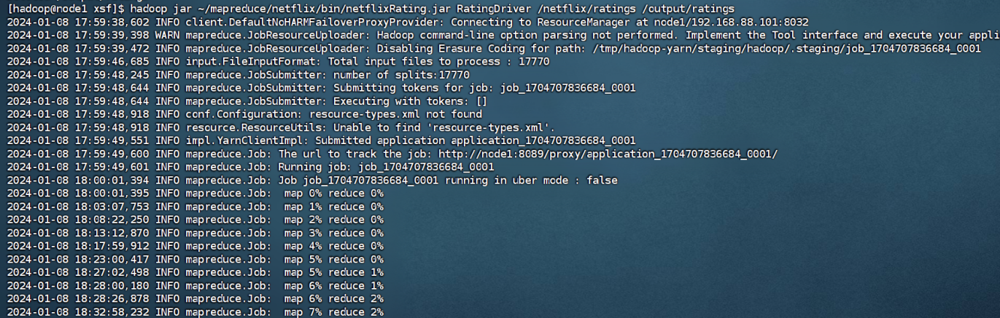 [hadoop@node1 xsf]$ hadoop jar ~/mapreduce/netflix/bin/netflixRating.jar RatingDriver /netflix/ratings /output/ratings
2024-01-08 17:59:38,602 INFO client.DefaultNoHARMFailoverProxyProvider: Connecting to ResourceManager at node1/192.168.88.101:8032
2024-01-08 17:59:39,398 WARN mapreduce.JobResourceUploader: Hadoop command-line option parsing not performed. Implement the Tool interface and execute your appli
2024-01-08 17:59:39,472 INFO mapreduce.JobResourceUploader: Disabling Erasure Coding for path: /tmp/hadoop-yarn/staging/hadoop/.staging/job_1704707836684_0001
2024-01-08 17:59:46,685 INFO input.FileInputFormat: Total input files to process : 17770
2024-01-08 17:59:48,245 INFO mapreduce.JobSubmitter: number of splits:17770
2024-01-08 17:59:48,644 INFO mapreduce.JobSubmitter: Submitting tokens for job: job_1704707836684_0001
2024-01-08 17:59:48,644 INFO mapreduce.JobSubmitter: Executing with tokens: []
2024-01-08 17:59:48,918 INFO conf.Configuration: resource-types.xml not found
2024-01-08 17:59:48,918 INFO resource.ResourceUtils: Unable to find 'resource-types.xml'.
2024-01-08 17:59:49,551 INFO impl.YarnClientImpl: Submitted application application_1704707836684_0001
2024-01-08 17:59:49,600 INFO mapreduce.Job: The url to track the job: http://node1:8089/proxy/application_1704707836684_0001/
2024-01-08 17:59:49,601 INFO mapreduce.Job: Running job: job_1704707836684_0001
2024-01-08 18:00:01,394 INFO mapreduce.Job: Job job_1704707836684_0001 running in uber mode : false
2024-01-08 18:00:01,395 INFO mapreduce.Job:  map 0% reduce 0%
2024-01-08 18:03:07,753 INFO mapreduce.Job:  map 1% reduce 0%
2024-01-08 18:08:22,250 INFO mapreduce.Job:  map 2% reduce 0%
2024-01-08 18:13:12,870 INFO mapreduce.Job:  map 3% reduce 0%
2024-01-08 18:17:59,912 INFO mapreduce.Job:  map 4% reduce 0%
2024-01-08 18:23:00,417 INFO mapreduce.Job:  map 5% reduce 0%
2024-01-08 18:27:02,498 INFO mapreduce.Job:  map 5% reduce 1%
2024-01-08 18:28:00,180 INFO mapreduce.Job:  map 6% reduce 1%
2024-01-08 18:28:26,878 INFO mapreduce.Job:  map 6% reduce 2%
2024-01-08 18:32:58,232 INFO mapreduce.Job:  map 7% reduce 2%